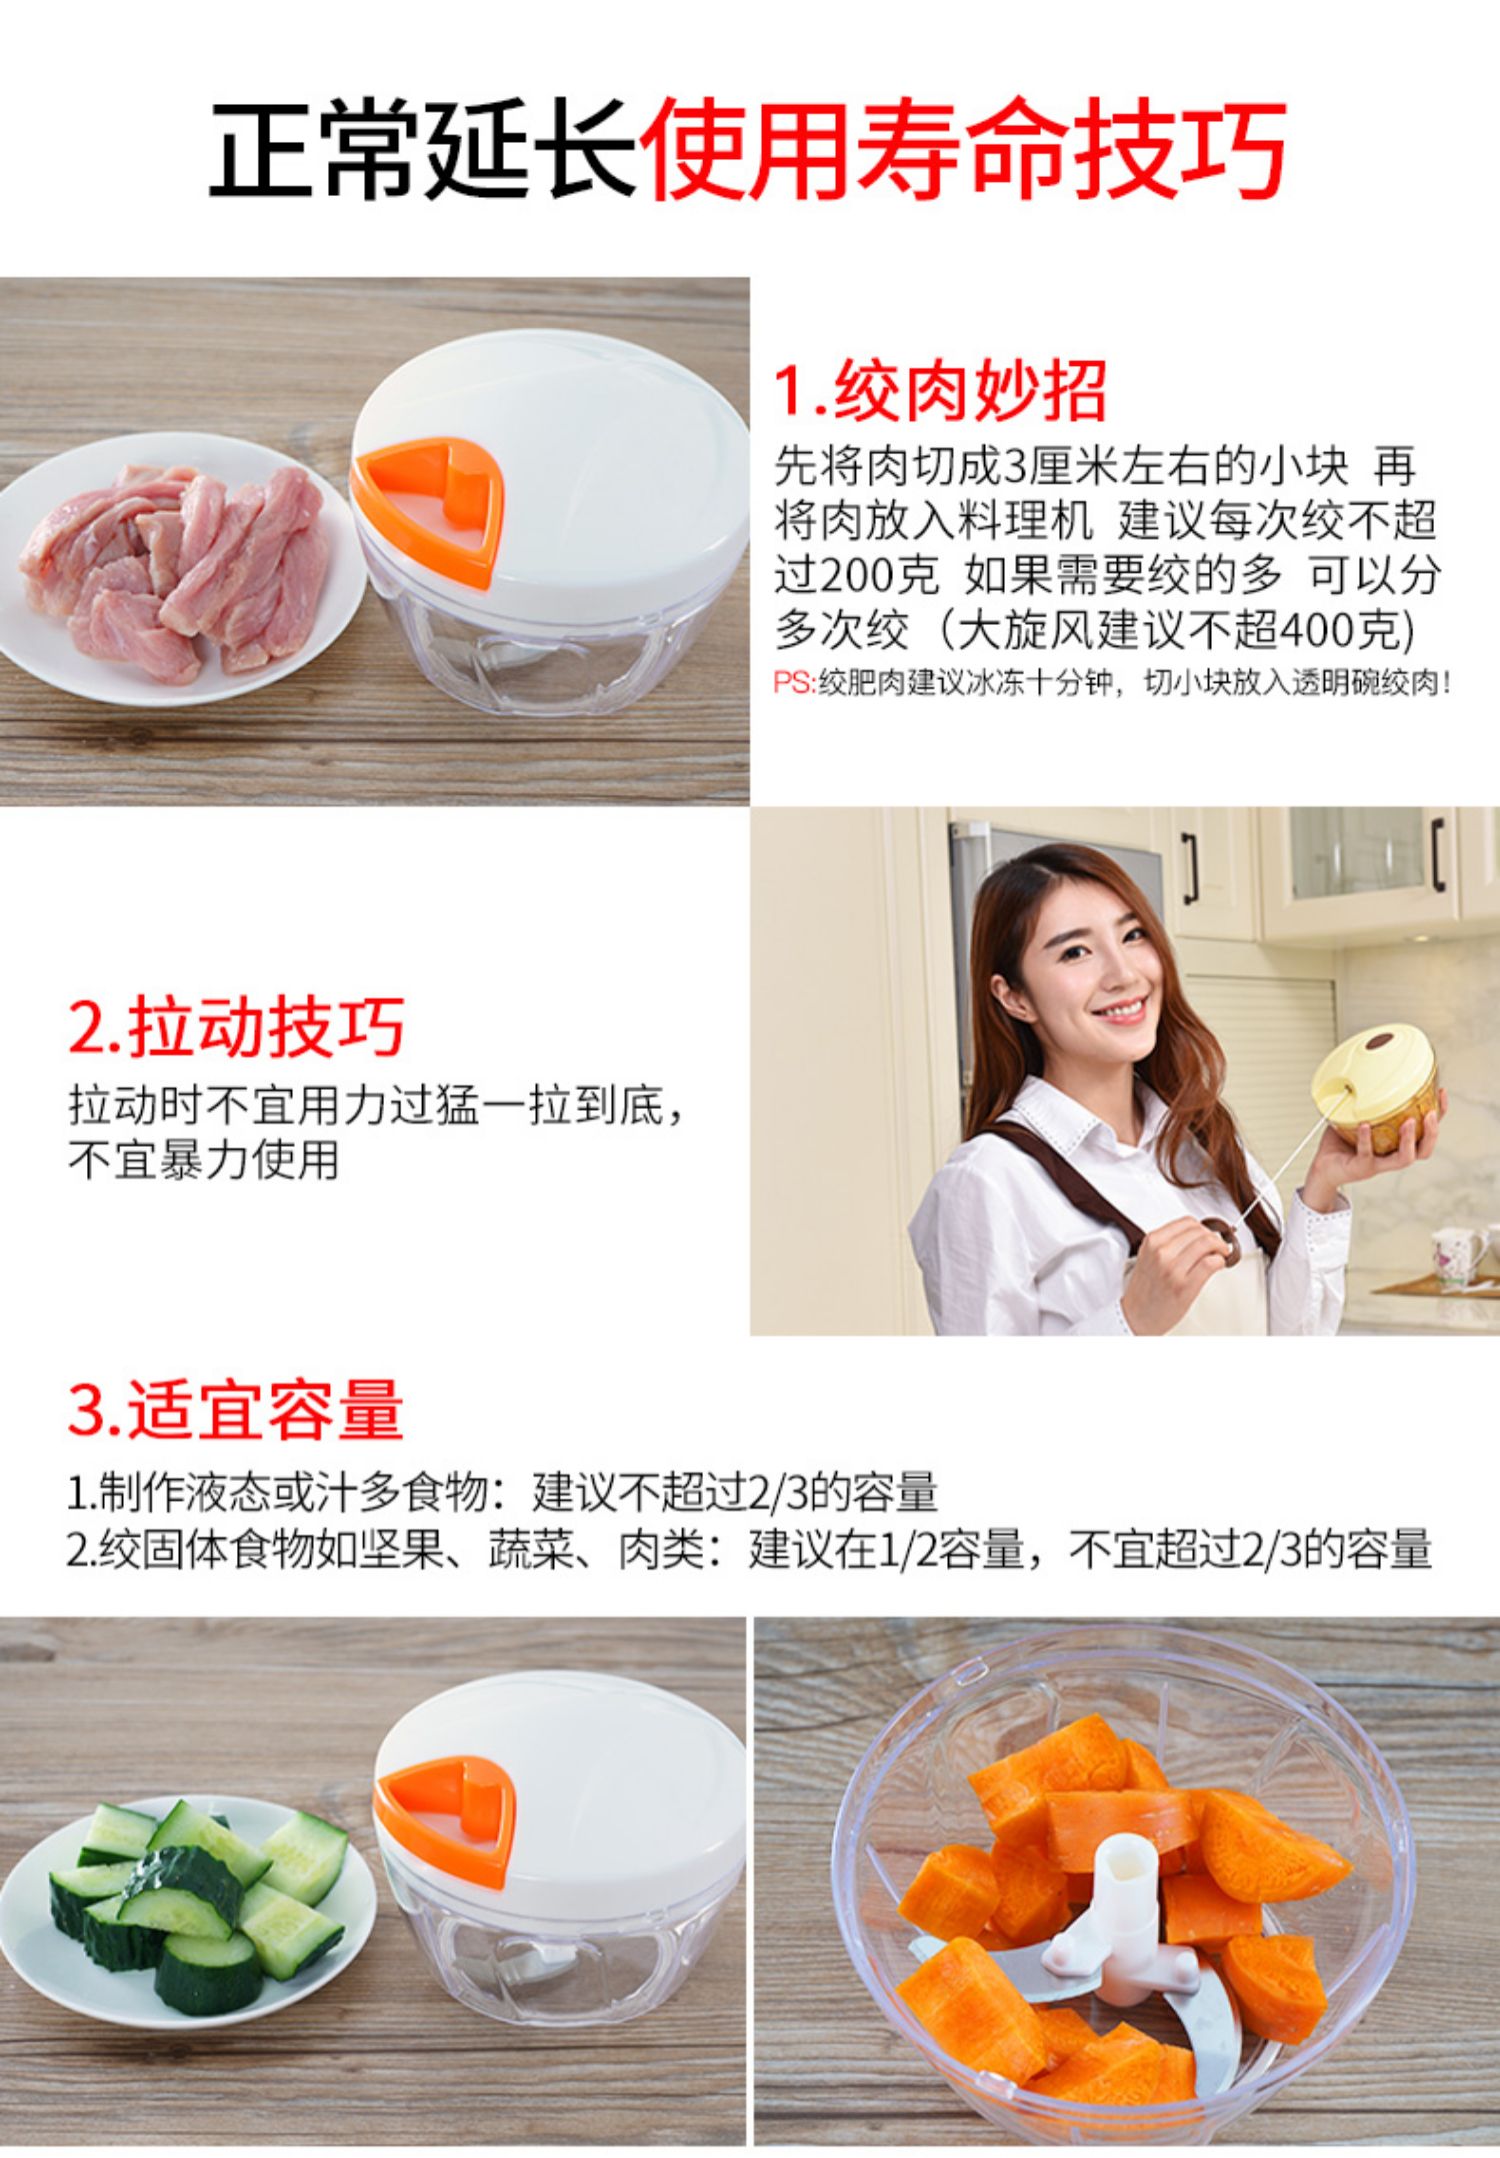 正常延长使用寿命技巧
1.绞肉妙招
先将肉切成3厘米左右的小块 再
将肉放入料理机 建议每次绞不超
过200克 如果需要绞的多 可以分
多次绞（大旋风建议不超400克)
PS:绞肥肉建议冰冻十分钟，切小块放入透明碗绞肉!
2.拉动技巧
拉动时不宜用力过猛一拉到底，
不宜暴力使用
3.适宜容量
1.制作液态或汁多食物：建议不超过2/3的容量
2.绞固体食物如坚果、蔬菜、肉类：建议在1/2容量，不宜超过2/3的容量